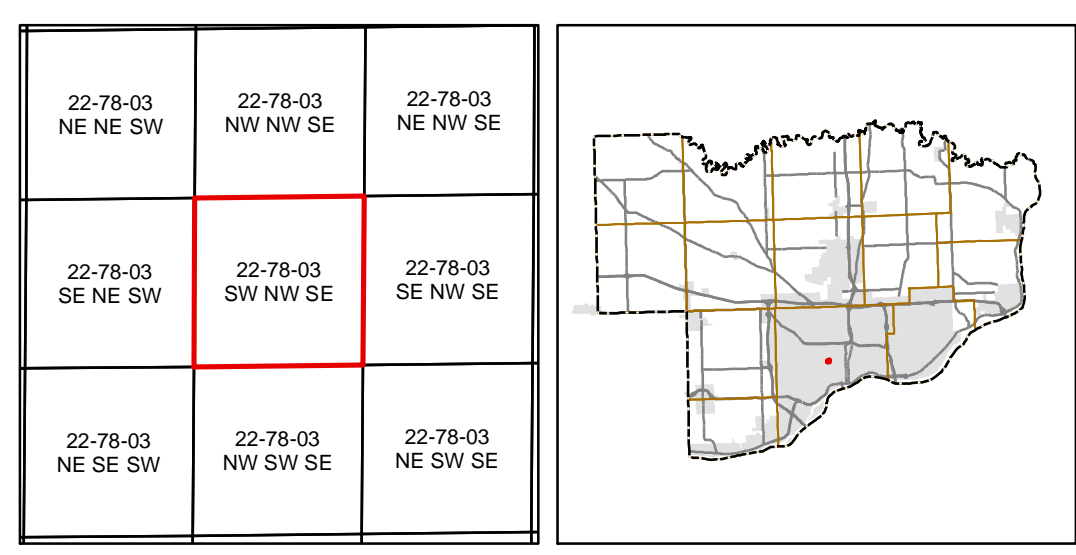 22-78-03
NE NE SW
22-78-03
NW NW SE
22-78-03
NE NW SE
22-78-03
SE NE SW
22-78-03
SW NW SE
22-78-03
SE NW SE
22-78-03
NE SE SW
22-78-03
NW SW SE
22-78-03
NE SW SE